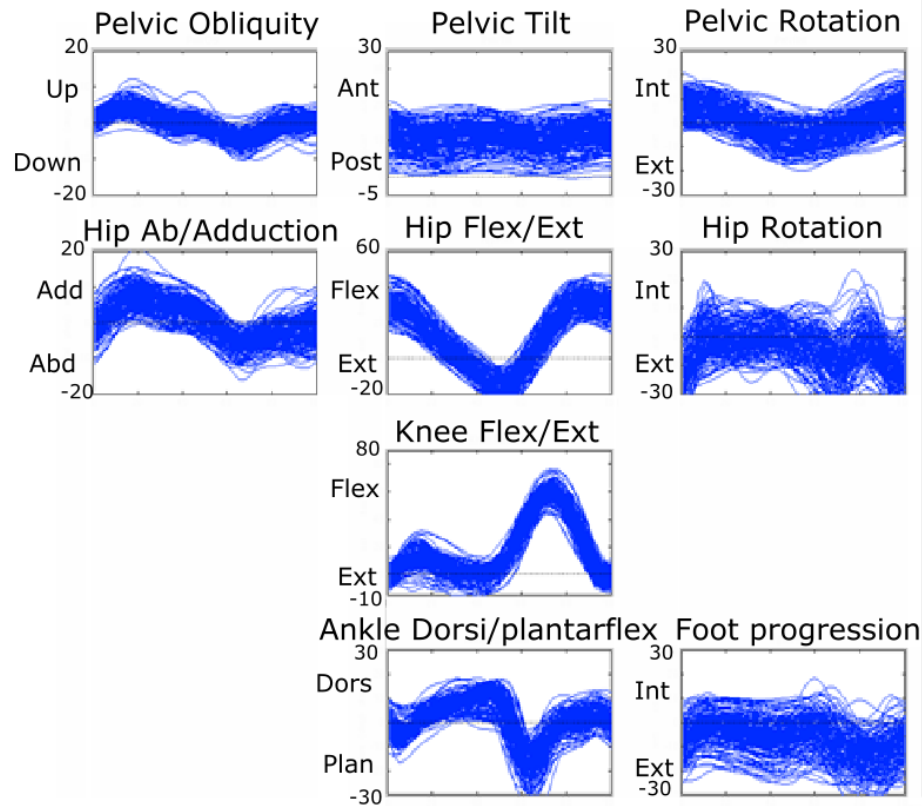 Pelvic Obliquity
20
Up
Down
-20
Pelvic Tilt
30
Ant
Post
-5
Pelvic Rotation
30
Int
Ext
-30
Hip Ab/Adduction
20
Add
Abd
-20
Hip Flex/Ext
60
Flex
Ext
-20
Hip Rotation
30
Int
Ext
-30
Knee Flex/Ext
80
Flex
Ext
-10
Ankle Dorsi/plantarflex
30
Dors
Plan
-30
Foot progression
30
Int
Ext
-30